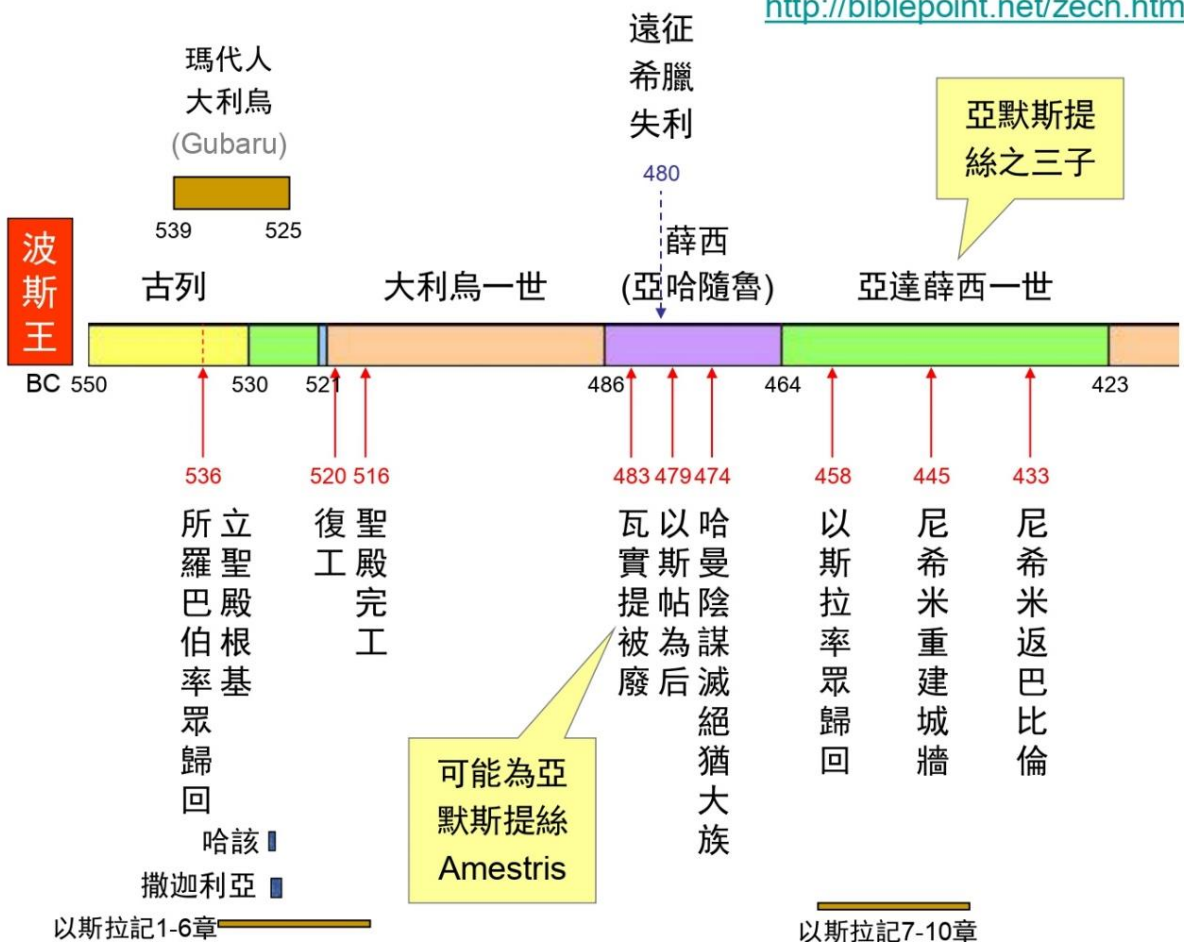 http://biblepoint.net/zech.htm
瑪代人
大利烏
(Gubaru)
539 525
遠征
希臘
失利
480
亞默斯提
絲之三子
波斯王
古列
大利烏一世
薛西
(亞哈隨魯)
亞達薛西一世
BC 550 530 521 486 464 423
536 520 516 483 479 474 458 445 433
立聖殿根基
所羅巴伯率眾歸回
復工
聖殿完工
瓦實提被廢
以斯帖為后
哈曼陰謀滅絕猶大族
以斯拉率眾歸回
尼希米重建城牆
尼希米返巴比倫
可能為亞
默斯提絲
Amestris
哈該
撒迦利亞
以斯拉記1-6章
以斯拉記7-10章